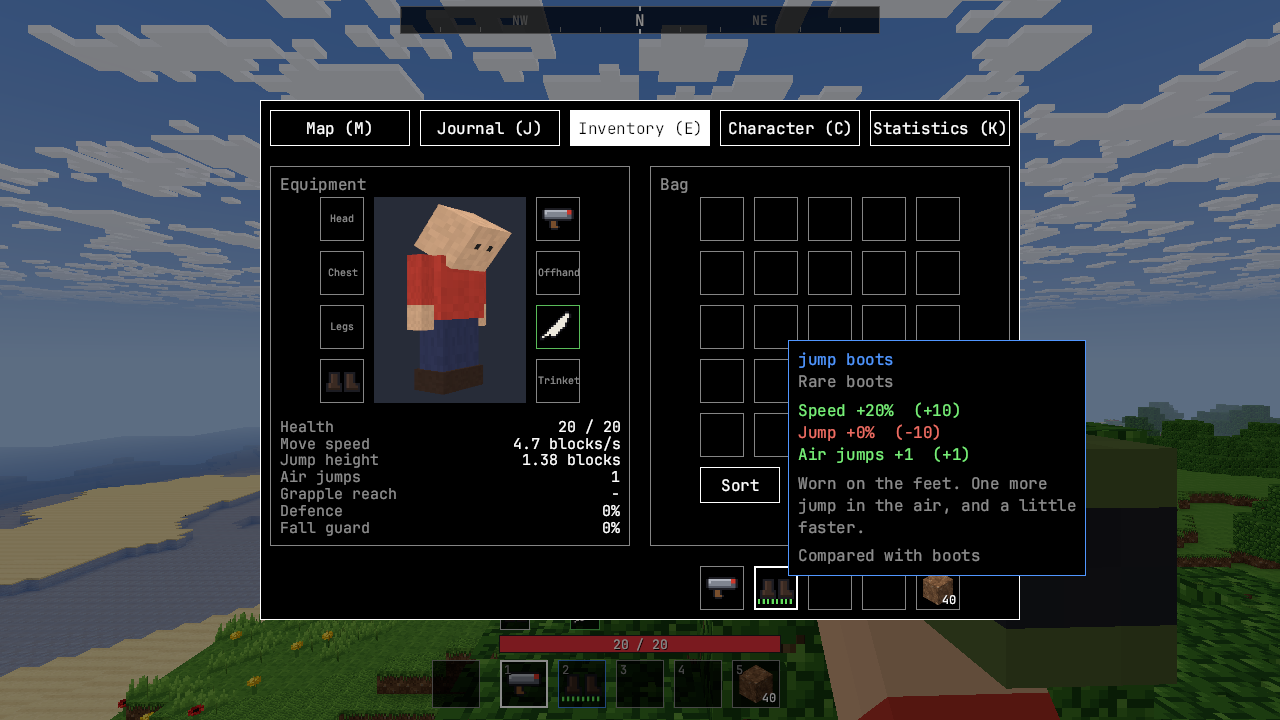 NW N NE
Map (M) Journal (J) Inventory (E) Character (C) Statistics (K)
Equipment
Bag
Head
Chest
Offhand
Legs
Trinket
Health 20 / 20
Move speed 4.7 blocks/s
Jump height 1.38 blocks
Air jumps 1
Grapple reach -
Defence 0%
Fall guard 0%
Sort
jump boots
Rare boots
Speed +20% (+10)
Jump +0% (-10)
Air jumps +1 (+1)
Worn on the feet. One more
jump in the air, and a little
faster.
Compared with boots
40
20 / 20
1 2 3 4 5
40